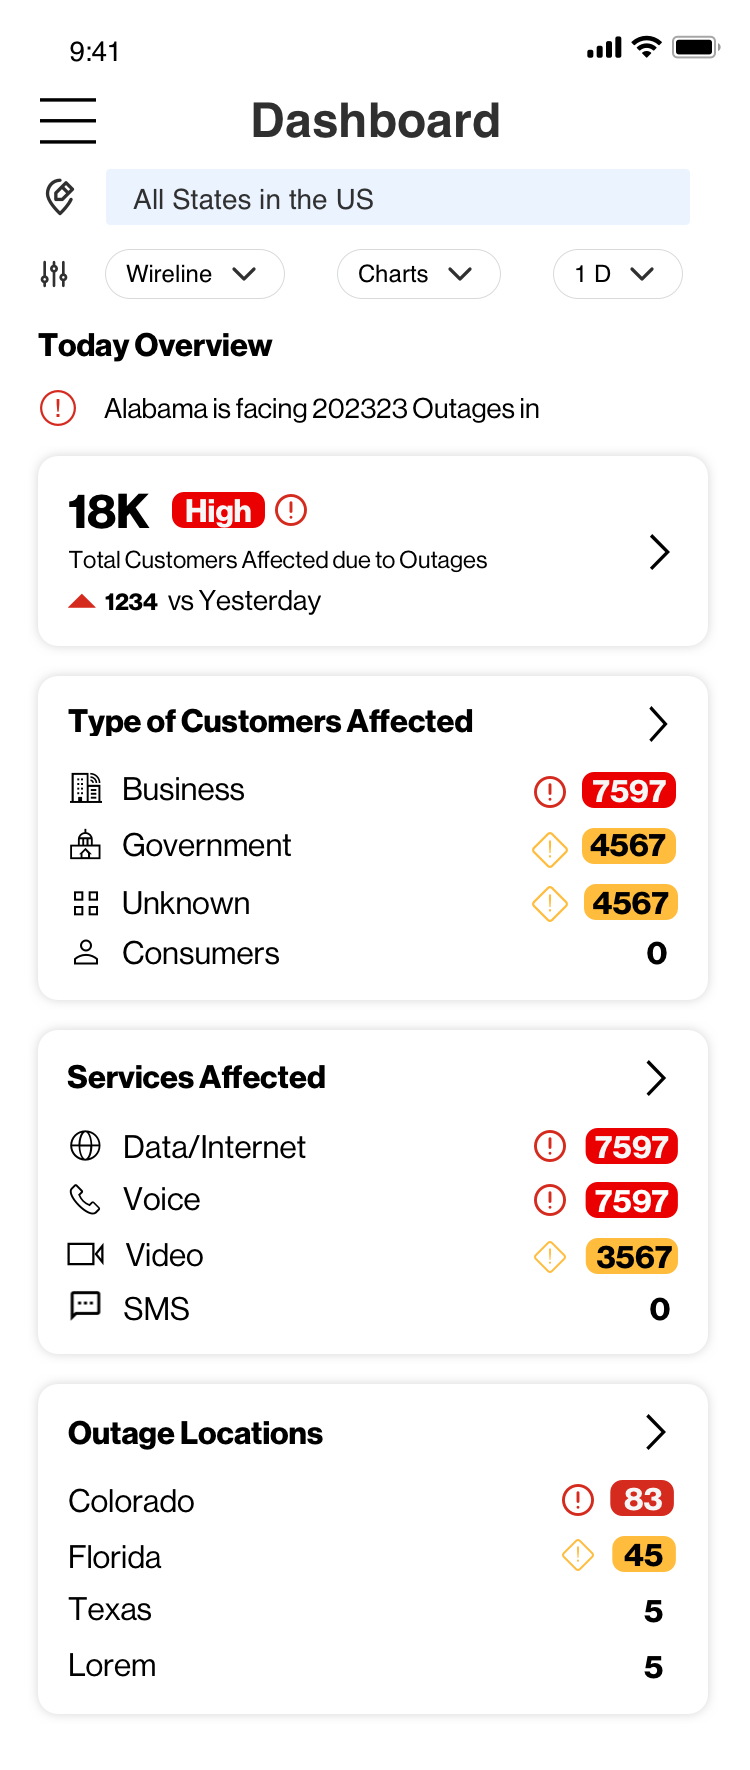 9:41
Dashboard
All States in the US
Wireline Charts 1 D
Today Overview
Alabama is facing 202323 Outages in
18K High
Total Customers Affected due to Outages
1234 vs Yesterday
Type of Customers Affected
Business 7597
Government 4567
Unknown 4567
Consumers 0
Services Affected
Data/Internet 7597
Voice 7597
Video 3567
SMS 0
Outage Locations
Colorado 83
Florida 45
Texas 5
Lorem 5